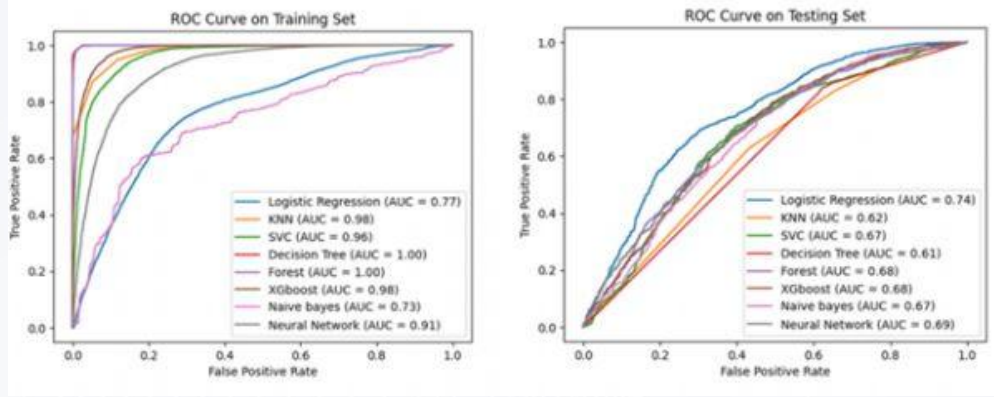 ROC Curve on Training Set
True Positive Rate
1.0
0.8
0.6
0.4
0.2
0.0
Logistic Regression (AUC = 0.77)
KNN (AUC = 0.98)
SVC (AUC = 0.96)
Decision Tree (AUC = 1.00)
Forest (AUC = 1.00)
XGboost (AUC = 0.98)
Naive bayes (AUC = 0.73)
Neural Network (AUC = 0.91)
0.0 0.2 0.4 0.6 0.8 1.0
False Positive Rate
ROC Curve on Testing Set
True Positive Rate
1.0
0.8
0.6
0.4
0.2
0.0
Logistic Regression (AUC = 0.74)
KNN (AUC = 0.62)
SVC (AUC = 0.67)
Decision Tree (AUC = 0.61)
Forest (AUC = 0.68)
XGboost (AUC = 0.68)
Naive bayes (AUC = 0.67)
Neural Network (AUC = 0.69)
0.0 0.2 0.4 0.6 0.8 1.0
False Positive Rate